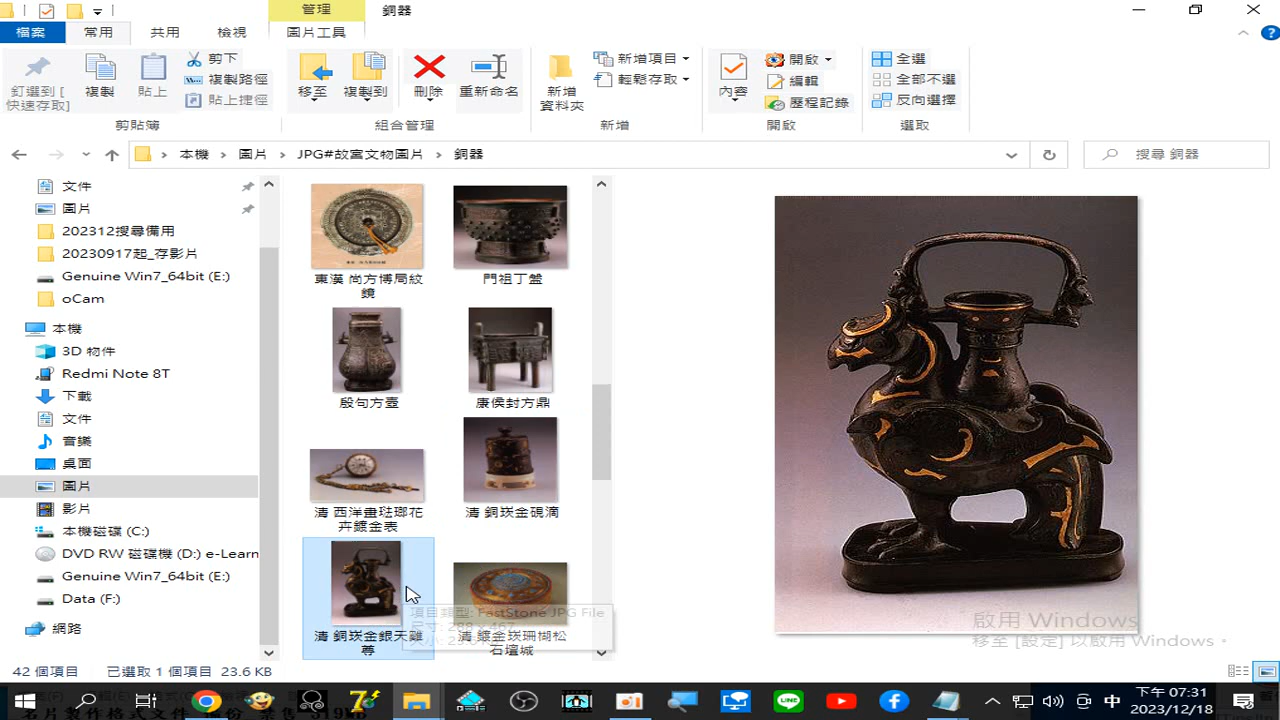 管理
銅器
檔案
常用
共用
檢視
圖片工具
釘選到 [
快速存取]
複製
貼上
剪下
複製路徑
貼上捷徑
剪貼簿
移至
複製到
刪除
重新命名
組合管理
新增
資料夾
新增項目
輕鬆存取
新增
內容
開啟
編輯
歷程記錄
開啟
全選
全部不選
反向選擇
選取
本機 › 圖片 › JPG#故宮文物圖片 › 銅器
搜尋 銅器
文件
圖片
202312搜尋備用
20230917起_存影片
Genuine Win7_64bit (E:)
oCam
本機
3D 物件
Redmi Note 8T
下載
文件
音樂
桌面
圖片
影片
本機磁碟 (C:)
DVD RW 磁碟機 (D:) e-Learn
Genuine Win7_64bit (E:)
Data (F:)
網路
東漢 尚方博局紋
鏡
門祖丁盤
殷句方壺
康侯封方鼎
清 西洋畫琺瑯花
卉鍍金表
清 銅崁金硯滴
清 銅崁金銀天雞
尊
清 鍍金崁珊瑚松
石壇城
項目類型: FastStone JPG File
尺寸: 288 x 467
啟用 Windows
移至 [設定] 以啟用 Windows。
42 個項目
已選取 1 個項目
23.6 KB
LINE
中
下午 07:31
2023/12/18